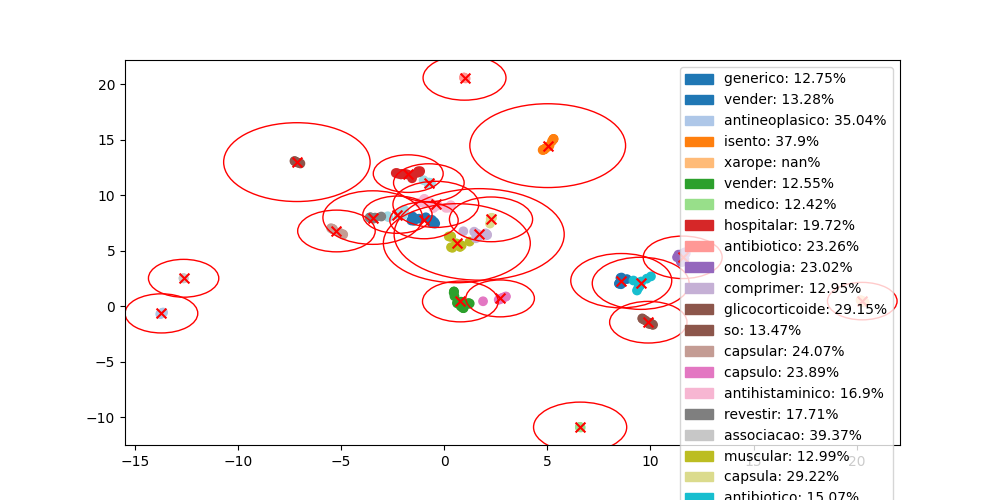 20
15
10
5
0
−5
−10
−15
−10
−5
0
5
10
15
20
generico: 12.75%
vender: 13.28%
antineoplasico: 35.04%
isento: 37.9%
xarope: nan%
vender: 12.55%
medico: 12.42%
hospitalar: 19.72%
antibiotico: 23.26%
oncologia: 23.02%
comprimer: 12.95%
glicocorticoide: 29.15%
so: 13.47%
capsular: 24.07%
capsulo: 23.89%
antihistaminico: 16.9%
revestir: 17.71%
associacao: 39.37%
muscular: 12.99%
capsula: 29.22%
antibiotico: 15.07%